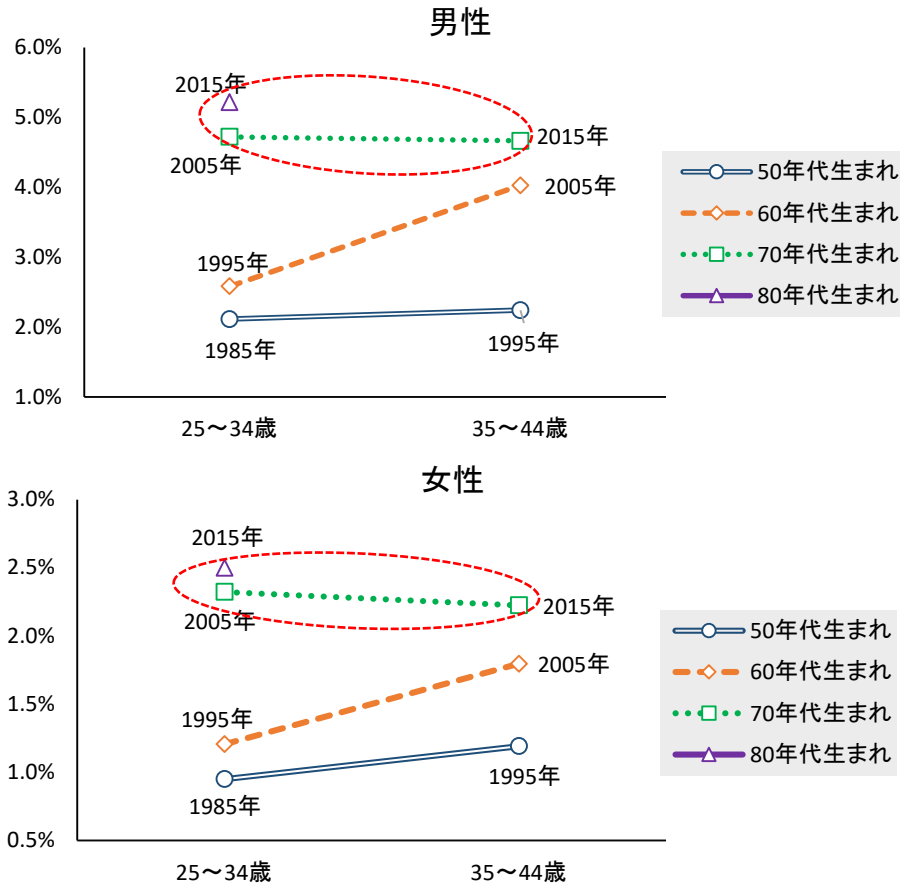 男性
6.0%
5.0%
4.0%
3.0%
2.0%
1.0%
2015年
2005年
2015年
2005年
1995年
1985年
1995年
25～34歳
35～44歳
50年代生まれ
60年代生まれ
70年代生まれ
80年代生まれ
女性
3.0%
2.5%
2.0%
1.5%
1.0%
0.5%
2015年
2005年
2015年
2005年
1995年
1985年
1995年
25～34歳
35～44歳
50年代生まれ
60年代生まれ
70年代生まれ
80年代生まれ